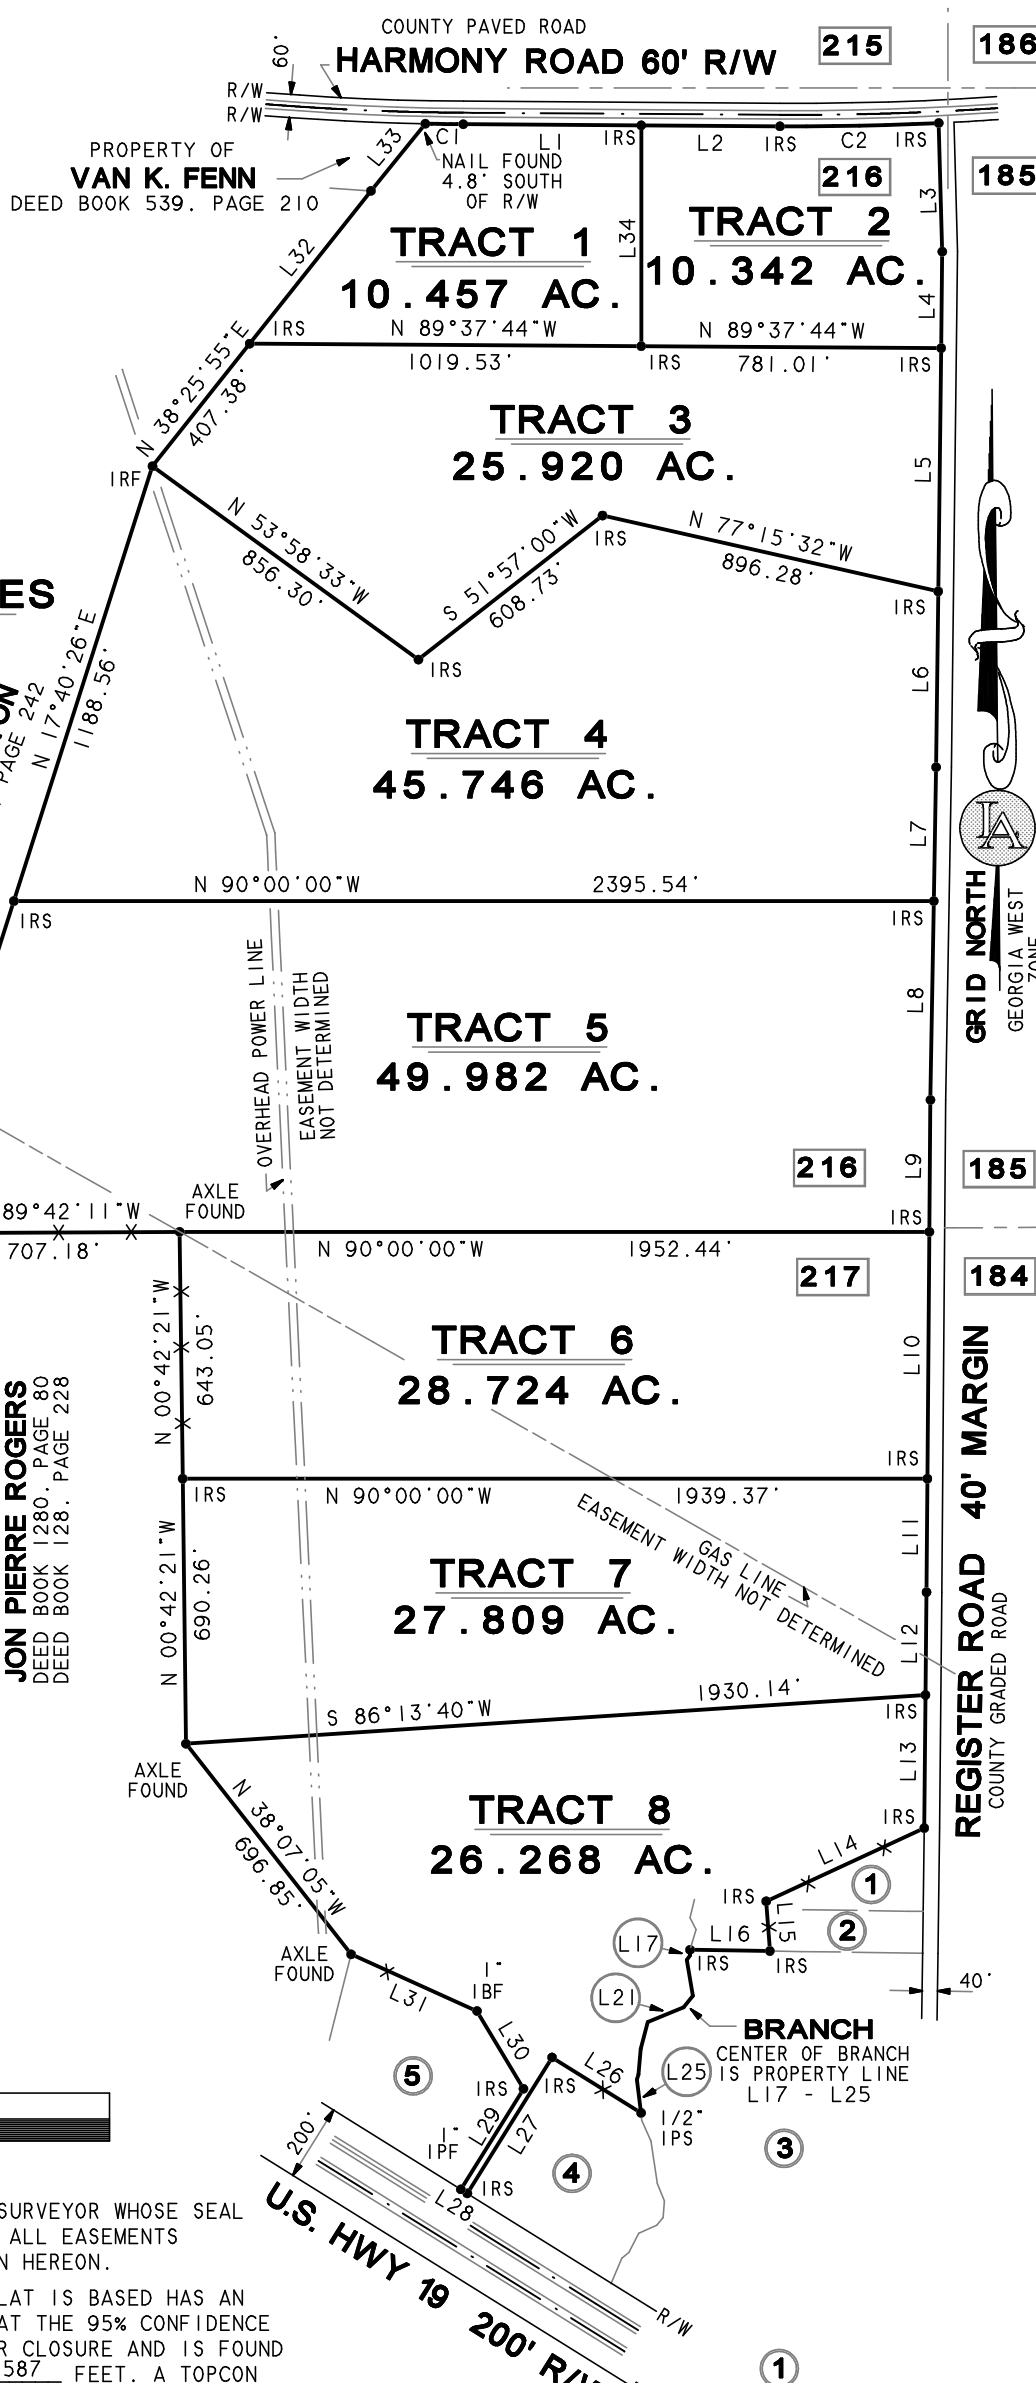 COUNTY PAVED ROAD
HARMONY ROAD 60' R/W
60'
R/W
R/W
215
186
C1
L1
IRS
L2
IRS
C2
IRS
L33
PROPERTY OF
VAN K. FENN
DEED BOOK 539, PAGE 210
NAIL FOUND
4.8' SOUTH
OF R/W
216
185
L3
L32
L34
L4
TRACT 1
10.457 AC.
TRACT 2
10.342 AC.
IRS
N 89°37'44"W
1019.53'
IRS
N 89°37'44"W
781.01'
IRS
N 38°25'55"E
407.38'
TRACT 3
25.920 AC.
L5
IRF
N 53°58'33"W
856.30'
S 51°57'00"W
608.73'
IRS
N 77°15'32"W
896.28'
IRS
IRS
ES
ON
PAGE 242
N 17°40'26"E
1188.56'
L6
TRACT 4
45.746 AC.
L7
N 90°00'00"W
2395.54'
IRS
IRS
GRID NORTH
GEORGIA WEST
ZONE
LA
L8
OVERHEAD POWER LINE
EASEMENT WIDTH
NOT DETERMINED
TRACT 5
49.982 AC.
L9
216
185
89°42'11"W
707.18'
AXLE
FOUND
IRS
N 90°00'00"W
1952.44'
217
184
N 00°42'21"W
643.05'
TRACT 6
28.724 AC.
L10
IRS
JON PIERRE ROGERS
DEED BOOK 1280, PAGE 80
DEED BOOK 128, PAGE 228
IRS
N 90°00'00"W
1939.37'
L11
N 00°42'21"W
690.26'
TRACT 7
27.809 AC.
GAS LINE
EASEMENT WIDTH NOT DETERMINED
L12
REGISTER ROAD 40' MARGIN
COUNTY GRADED ROAD
S 86°13'40"W
1930.14'
IRS
AXLE
FOUND
L13
N 38°07'05"W
696.85'
TRACT 8
26.268 AC.
IRS
L14
1
IRS
L15
2
L16
L17
IRS
IRS
AXLE
FOUND
L31
1"
IBF
40'
L21
BRANCH
CENTER OF BRANCH
IS PROPERTY LINE
L17 - L25
L30
L26
L25
5
IRS
IRS
1/2"
IPS
L29
L27
1"
IPF
3
4
200'
IRS
L28
U.S. HWY 19 200' R/W
R/W
1
SURVEYOR WHOSE SEAL
ALL EASEMENTS
N HEREON.
LAT IS BASED HAS AN
AT THE 95% CONFIDENCE
R CLOSURE AND IS FOUND
587 FEET. A TOPCON